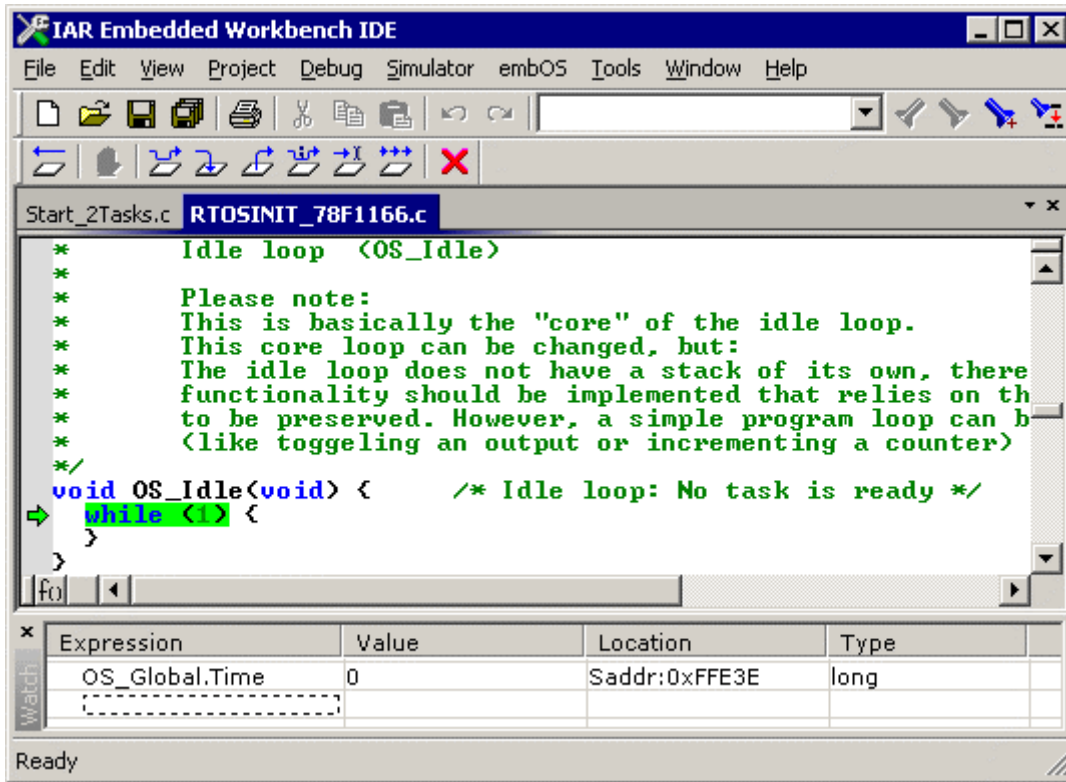 IAR Embedded Workbench IDE
File Edit View Project Debug Simulator embOS Tools Window Help
Start_2Tasks.c RTOSINIT_78F1166.c
* Idle loop (OS_Idle)
*
* Please note:
* This is basically the "core" of the idle loop.
* This core loop can be changed, but:
* The idle loop does not have a stack of its own, there
* functionality should be implemented that relies on th
* to be preserved. However, a simple program loop can b
* (like toggeling an output or incrementing a counter)
*/
void OS_Idle(void) { /* Idle loop: No task is ready */
while (1) {
}
}
fo
Expression Value Location Type
OS_Global.Time 0 Saddr:0xFFE3E long
Watch
Ready